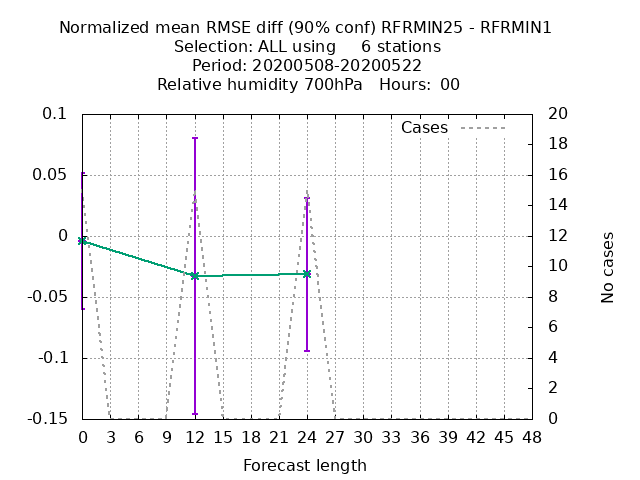 Normalized mean RMSE diff (90% conf) RFRMIN25 - RFRMIN1
Selection: ALL using 6 stations
Period: 20200508-20200522
Relative humidity 700hPa Hours: 00
Cases
0.1
0.05
0
-0.05
-0.1
-0.15
20
18
16
14
12
10
8
6
4
2
0
No cases
0 3 6 9 12 15 18 21 24 27 30 33 36 39 42 45 48
Forecast length